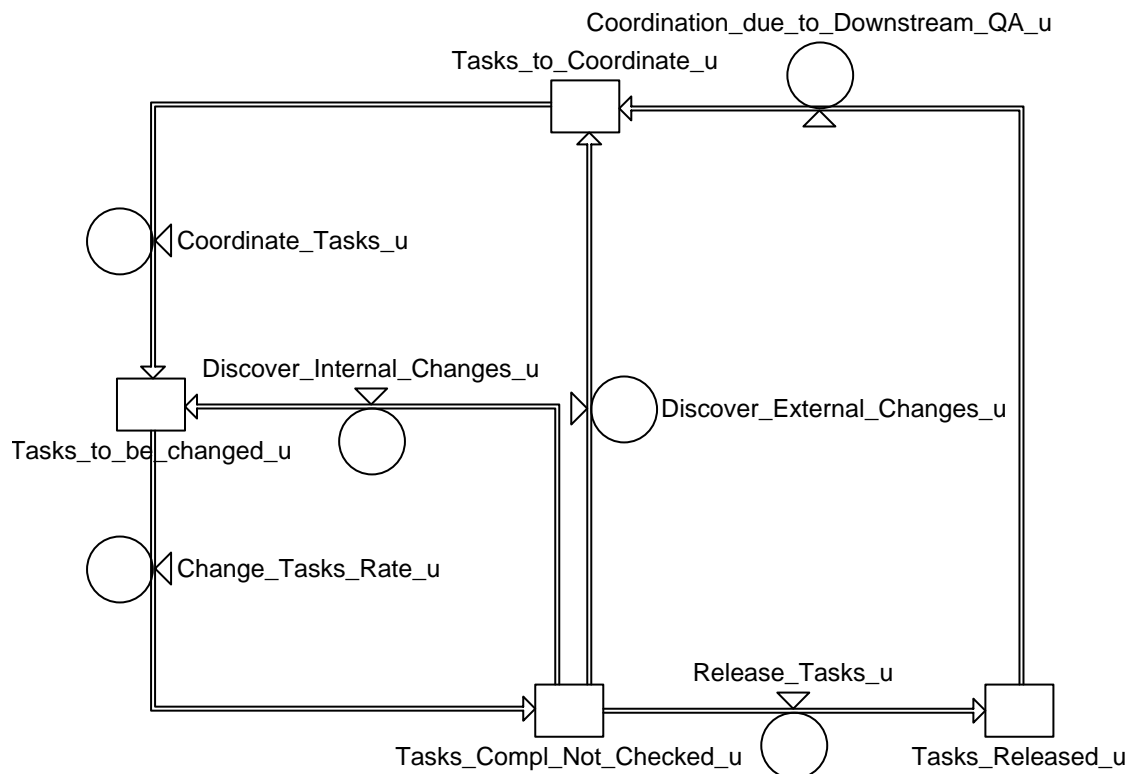 Coordination_due_to_Downstream_QA_u
Tasks_to_Coordinate_u
Coordinate_Tasks_u
Discover_Internal_Changes_u
Discover_External_Changes_u
Tasks_to_be_changed_u
Change_Tasks_Rate_u
Release_Tasks_u
Tasks_Compl_Not_Checked_u
Tasks_Released_u